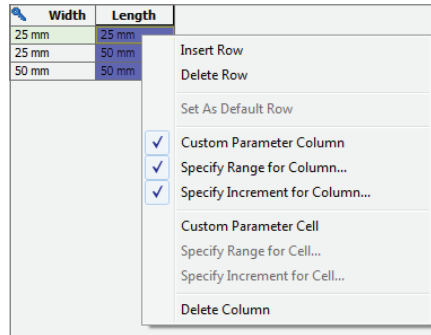 Width Length
25 mm 25 mm
25 mm 50 mm
50 mm 50 mm
Insert Row
Delete Row
Set As Default Row
Custom Parameter Column
Specify Range for Column...
Specify Increment for Column...
Custom Parameter Cell
Specify Range for Cell...
Specify Increment for Cell...
Delete Column